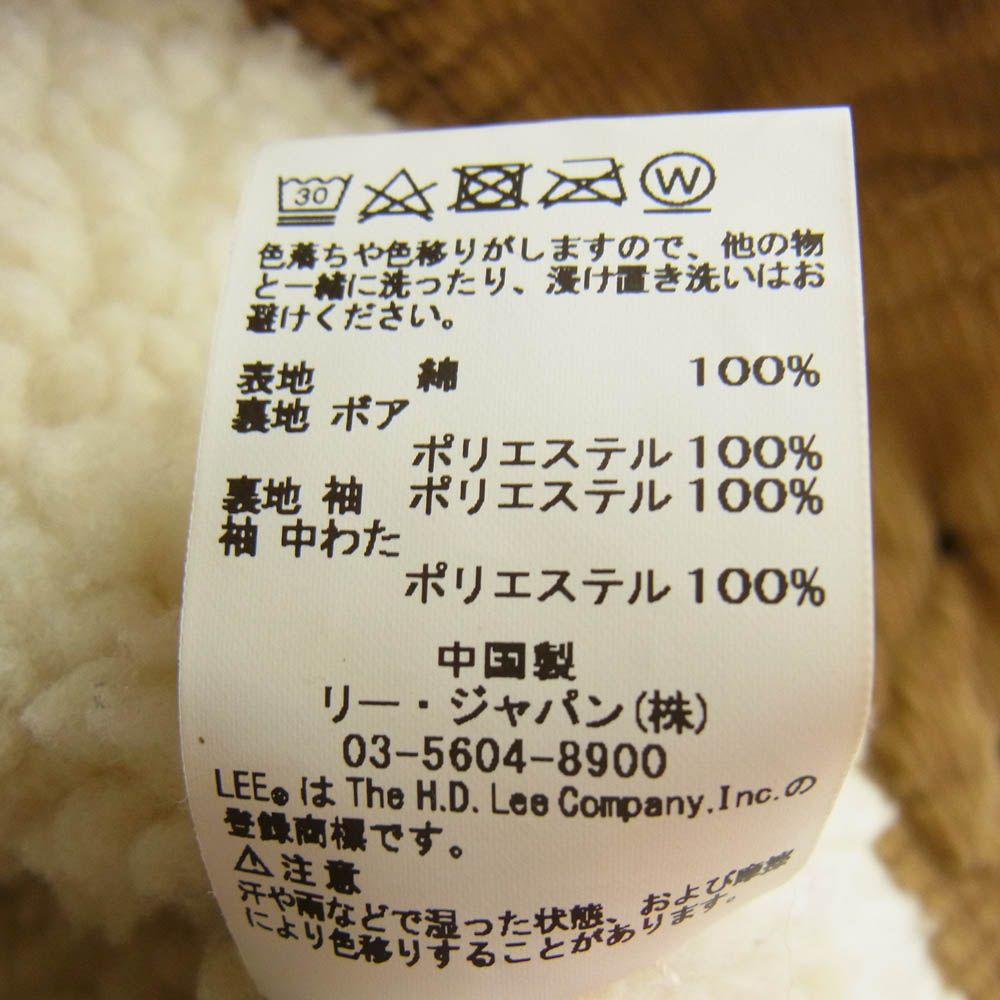 30 W
色落ちや色移りがしますので、他の物
と一緒に洗ったり、浸け置き洗いはお
避けください。
表地 綿 100%
裏地 ボア
ポリエステル 100%
裏地 袖 ポリエステル 100%
袖 中わた
ポリエステル 100%
中国製
リー・ジャパン(株)
03-5604-8900
LEE®は The H.D. Lee Company.Inc.の
登録商標です。
⚠注意
汗や雨などで湿った状態、および摩擦
により色移りすることがあります。